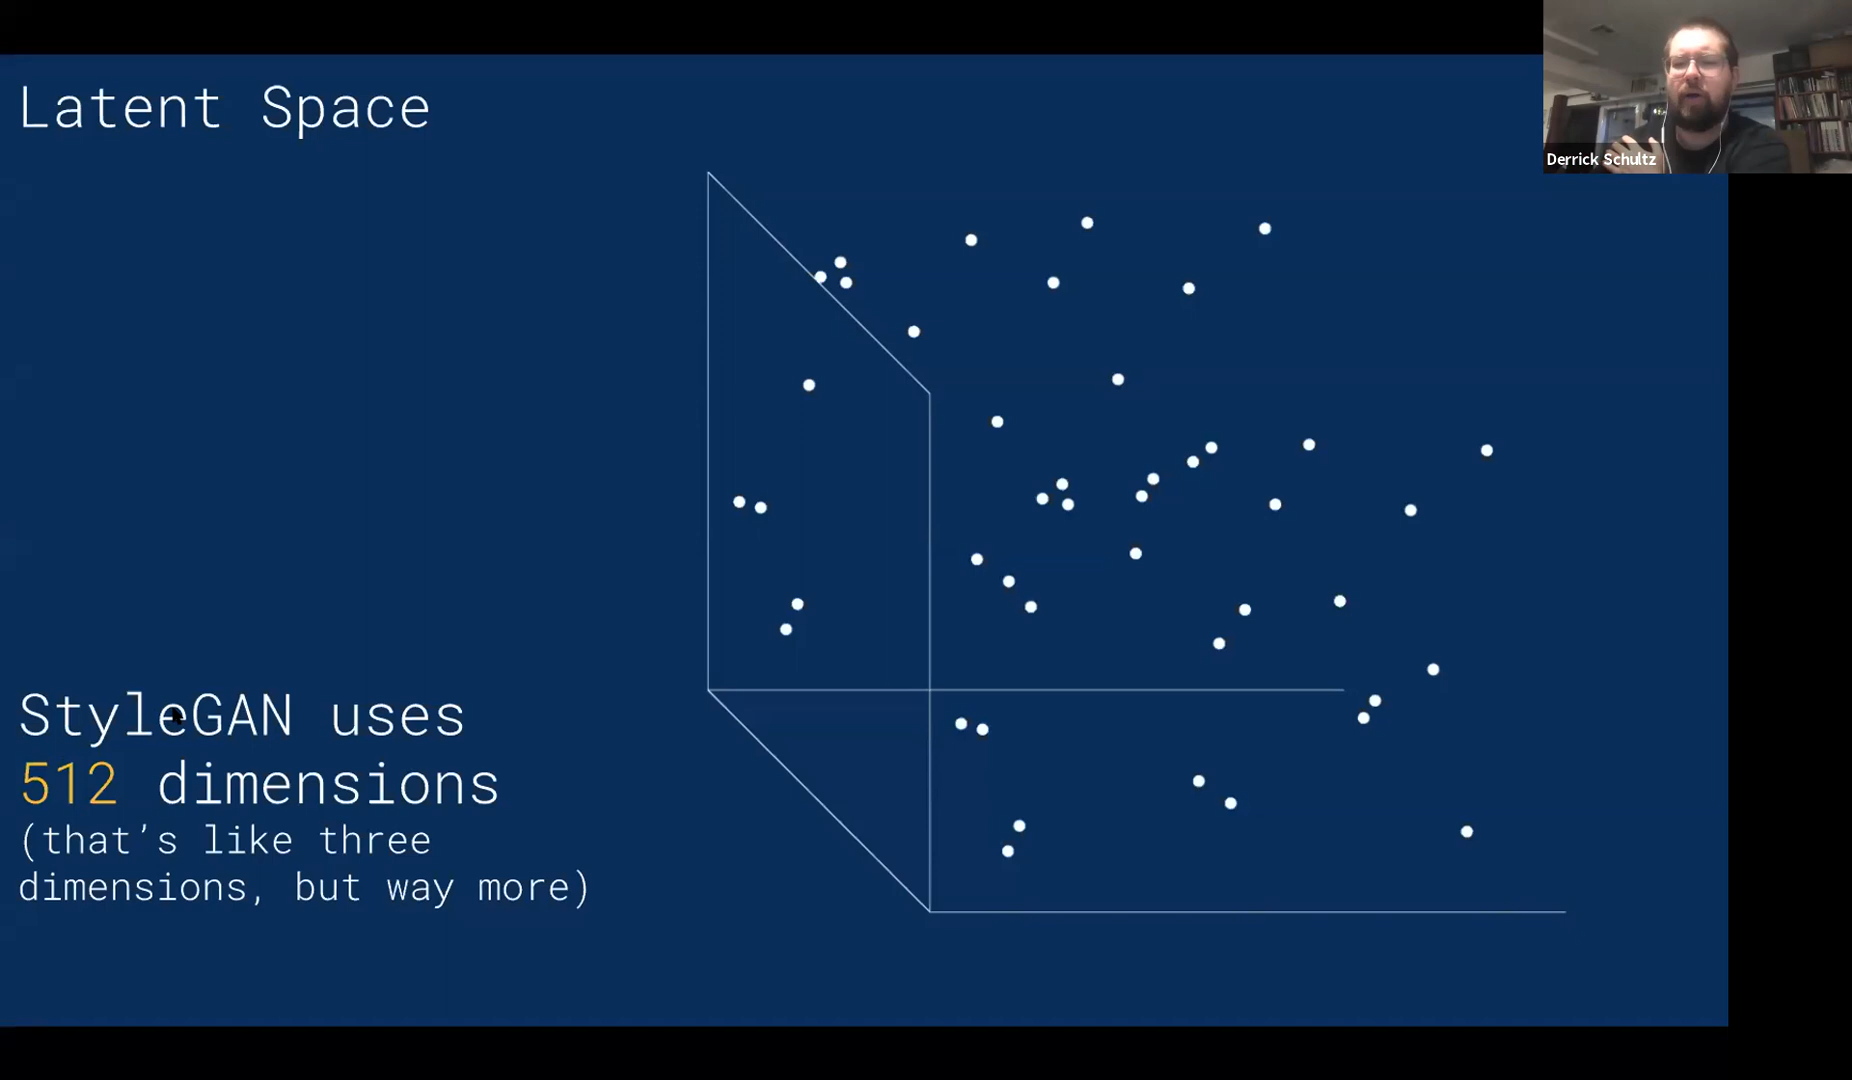 Latent Space
Derrick Schultz
StyleGAN uses
512 dimensions
(that’s like three
dimensions, but way more)